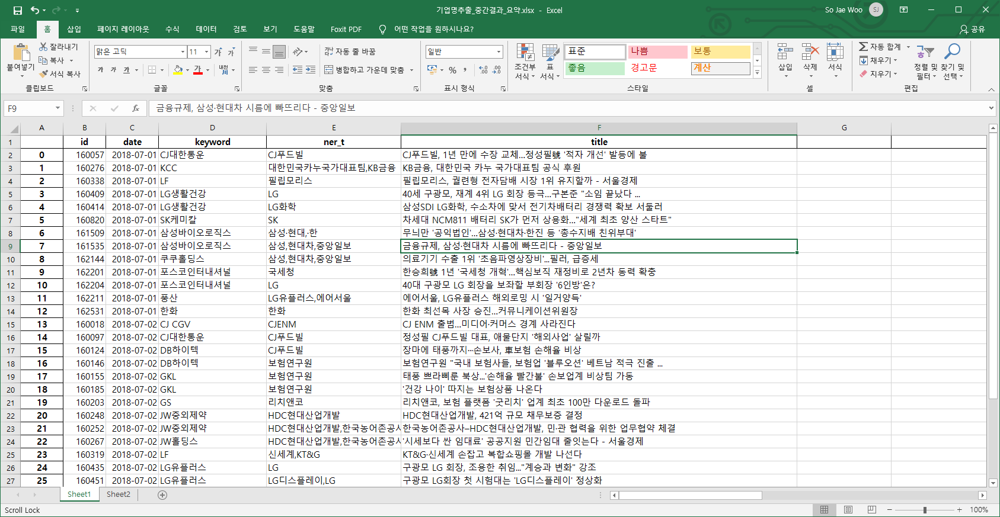 기업명추출_중간결과_요약.xlsx - Excel
So Jae Woo SJ
파일 홈 삽입 페이지 레이아웃 수식 데이터 검토 보기 도움말 Foxit PDF 어떤 작업을 원하시나요? 공유
붙여넣기 잘라내기 복사 서식 복사 클립보드
맑은 고딕 11 가 가 가 가 가 가 내천 글꼴
자동 줄 바꿈 병합하고 가운데 맞춤 맞춤
일반 % , .00 표시 형식
조건부 서식 표 서식 표준 나쁨 보통 좋음 경고문 계산 스타일
삽입 삭제 서식 셀
자동 합계 채우기 지우기 정렬 및 필터 찾기 및 선택 편집
F9 fx 금융규제, 삼성·현대차 시름에 빠뜨리다 - 중앙일보
A B C D E F G
1 id date keyword ner_t title
2 0 160057 2018-07-01 CJ대한통운 CJ푸드빌 CJ푸드빌, 1년 만에 수장 교체...정성필號 '적자 개선' 발등에 불
3 1 160276 2018-07-01 KCC 대한민국카누국가대표팀,KB금융 KB금융, 대한민국 카누 국가대표팀 공식 후원
4 2 160338 2018-07-01 LF 필립모리스 필립모리스, 궐련형 전자담배 시장 1위 유지할까 - 서울경제
5 3 160409 2018-07-01 LG생활건강 LG 40세 구광모, 재계 4위 LG 회장 등극...구본준 "소임 끝났다 ...
6 4 160414 2018-07-01 LG생활건강 LG화학 삼성SDI LG화학, 수소차에 맞서 전기차배터리 경쟁력 확보 서둘러
7 5 160820 2018-07-01 SK케미칼 SK 차세대 NCM811 배터리 SK가 먼저 상용화..."세계 최초 양산 스타트"
8 6 161509 2018-07-01 삼성바이오로직스 삼성·현대,·한 무늬만 '공익법인'...삼성·현대차·한진 등 '총수지배 친위부대'
9 7 161535 2018-07-01 삼성바이오로직스 삼성,현대차,중앙일보 금융규제, 삼성·현대차 시름에 빠뜨리다 - 중앙일보
10 8 162144 2018-07-01 쿠쿠홀딩스 삼성,현대차,중앙일보 의료기기 수출 1위 '초음파영상장비'...필러, 급증세
11 9 162201 2018-07-01 포스코인터내셔널 국세청 한승희號 1년 '국세청 개혁'...핵심보직 재정비로 2년차 동력 확충
12 10 162204 2018-07-01 포스코인터내셔널 LG 40대 구광모 LG 회장을 보좌할 부회장 '6인방'은?
13 11 162211 2018-07-01 풍산 LG유플러스,에어서울 에어서울, LG유플러스 해외로밍 시 '일거양득'
14 12 162531 2018-07-01 한화 한화 한화 최선목 사장 승진...커뮤니케이션위원장
15 13 160018 2018-07-02 CJ CGV CJENM CJ ENM 출범...미디어·커머스 경계 사라진다
16 14 160097 2018-07-02 CJ대한통운 CJ푸드빌 정성필 CJ푸드빌 대표, 애물단지 '해외사업' 살릴까
17 15 160124 2018-07-02 DB하이텍 CJ푸드빌 장마에 태풍까지···손보사, 車보험 손해율 비상
18 16 160146 2018-07-02 DB하이텍 보험연구원 보험연구원 "국내 보험사들, 보험업 '블루오션' 베트남 적극 진출 ...
19 17 160155 2018-07-02 GKL 보험연구원 태풍 쁘라삐룬 북상...'손해율 빨간불' 손보업계 비상팀 가동
20 18 160185 2018-07-02 GKL 보험연구원 '건강 나이' 따지는 보험상품 나온다
21 19 160203 2018-07-02 GS 리치앤코 리치앤코, 보험 플랫폼 '굿리치' 업계 최초 100만 다운로드 돌파
22 20 160248 2018-07-02 JW중외제약 HDC현대산업개발 HDC현대산업개발, 421억 규모 채무보증 결정
23 21 160252 2018-07-02 JW중외제약 HDC현대산업개발,한국농어촌공사 한국농어촌공사–HDC현대산업개발, 민·관 협력을 위한 업무협약 체결
24 22 160267 2018-07-02 JW홀딩스 HDC현대산업개발,한국농어촌공사 '시세보다 싼 임대료' 공공지원 민간임대 줄잇는다 - 서울경제
25 23 160319 2018-07-02 LF 신세계,KT&G KT&G·신세계 손잡고 복합쇼핑몰 개발 나선다
26 24 160435 2018-07-02 LG유플러스 LG 구광모 LG 회장, 조용한 취임..."계승과 변화" 강조
27 25 160451 2018-07-02 LG유플러스 LG디스플레이,LG 구광모 LG회장 첫 시험대는 'LG디스플레이' 정상화
Sheet1 Sheet2
Scroll Lock 100%